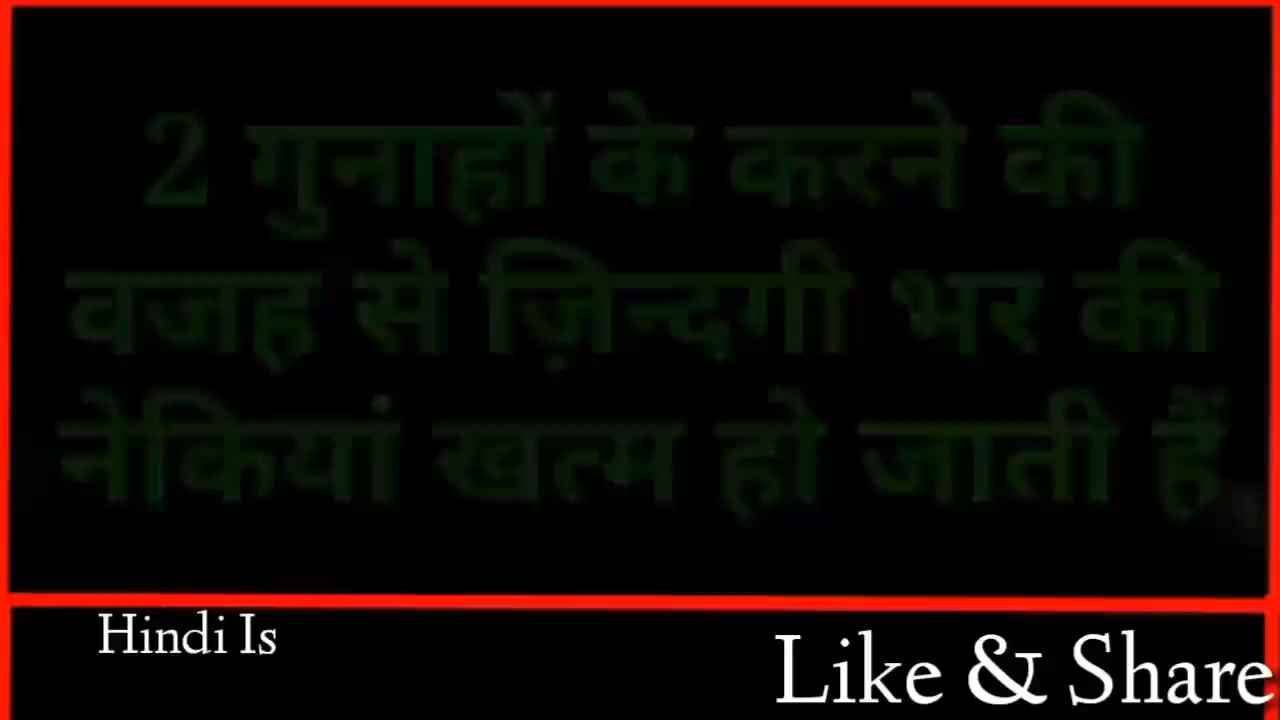 2 गुनाहों के करने की
वजह से ज़िन्दगी भर की
नेकियां खत्म हो जाती हैं
Hindi Is
Like & Share